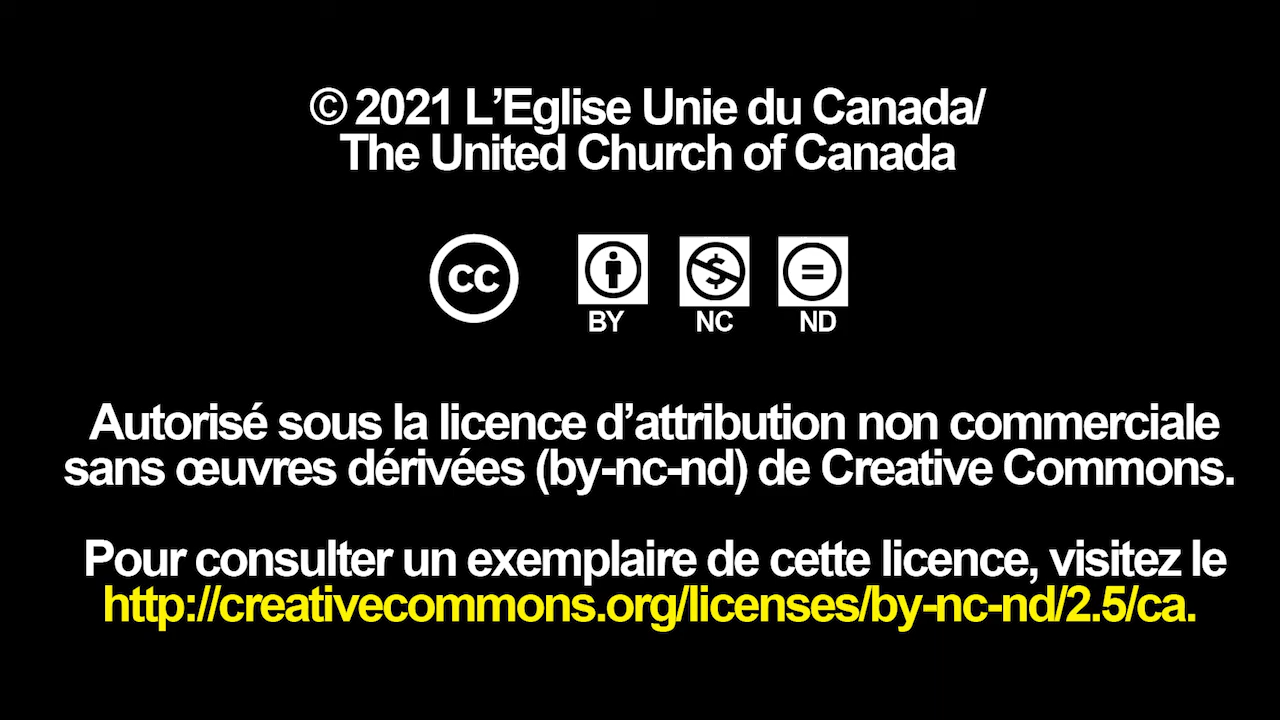 © 2021 L’Eglise Unie du Canada/
The United Church of Canada
cc
$
=
BY NC ND
Autorisé sous la licence d’attribution non commerciale
sans œuvres dérivées (by-nc-nd) de Creative Commons.
Pour consulter un exemplaire de cette licence, visitez le
http://creativecommons.org/licenses/by-nc-nd/2.5/ca.